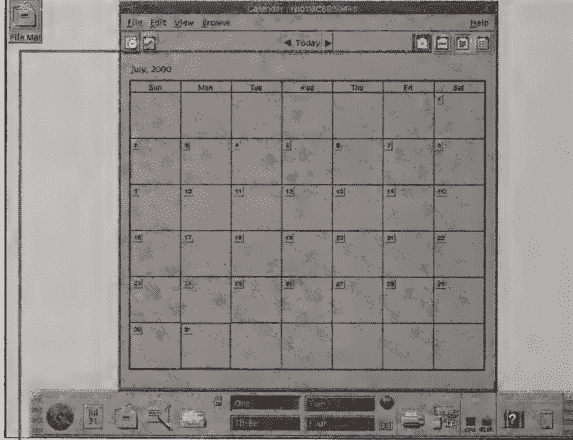 File Man
File Edit View Browse Help
Today
July, 2000
Sun Mon Tue Wed Thu Fri Sat
1
2 3 4 5 6 7 8
9 10 11 12 13 14 15
16 17 18 19 20 21 22
23 24 25 26 27 28 29
30 31
Jul
31
One
Three Four